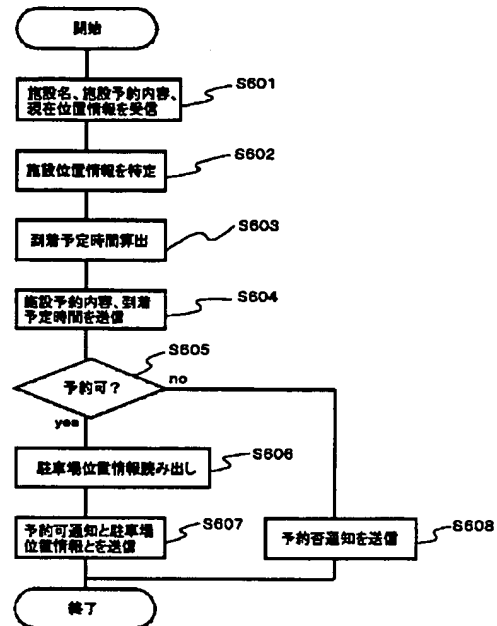 開始
施設名、施設予約内容、
現在位置情報を受信
S601
施設位置情報を特定
S602
到着予定時間算出
S603
施設予約内容、到着
予定時間を送信
S604
予約可?
S605
no
yes
駐車場位置情報読み出し
S606
予約可通知と駐車場
位置情報とを送信
S607
予約否通知を送信
S608
終了